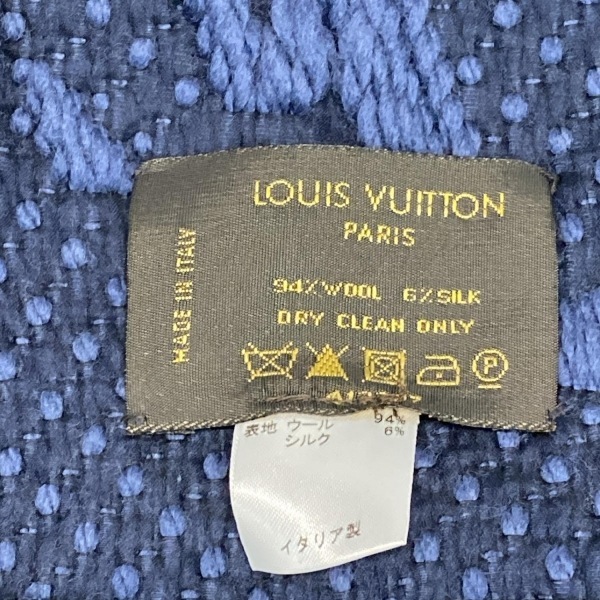 LOUIS VUITTON
PARIS
MADE IN ITALY
94% WOOL 6% SILK
DRY CLEAN ONLY
P
表地 ウール 94%
シルク 6%
イタリア製